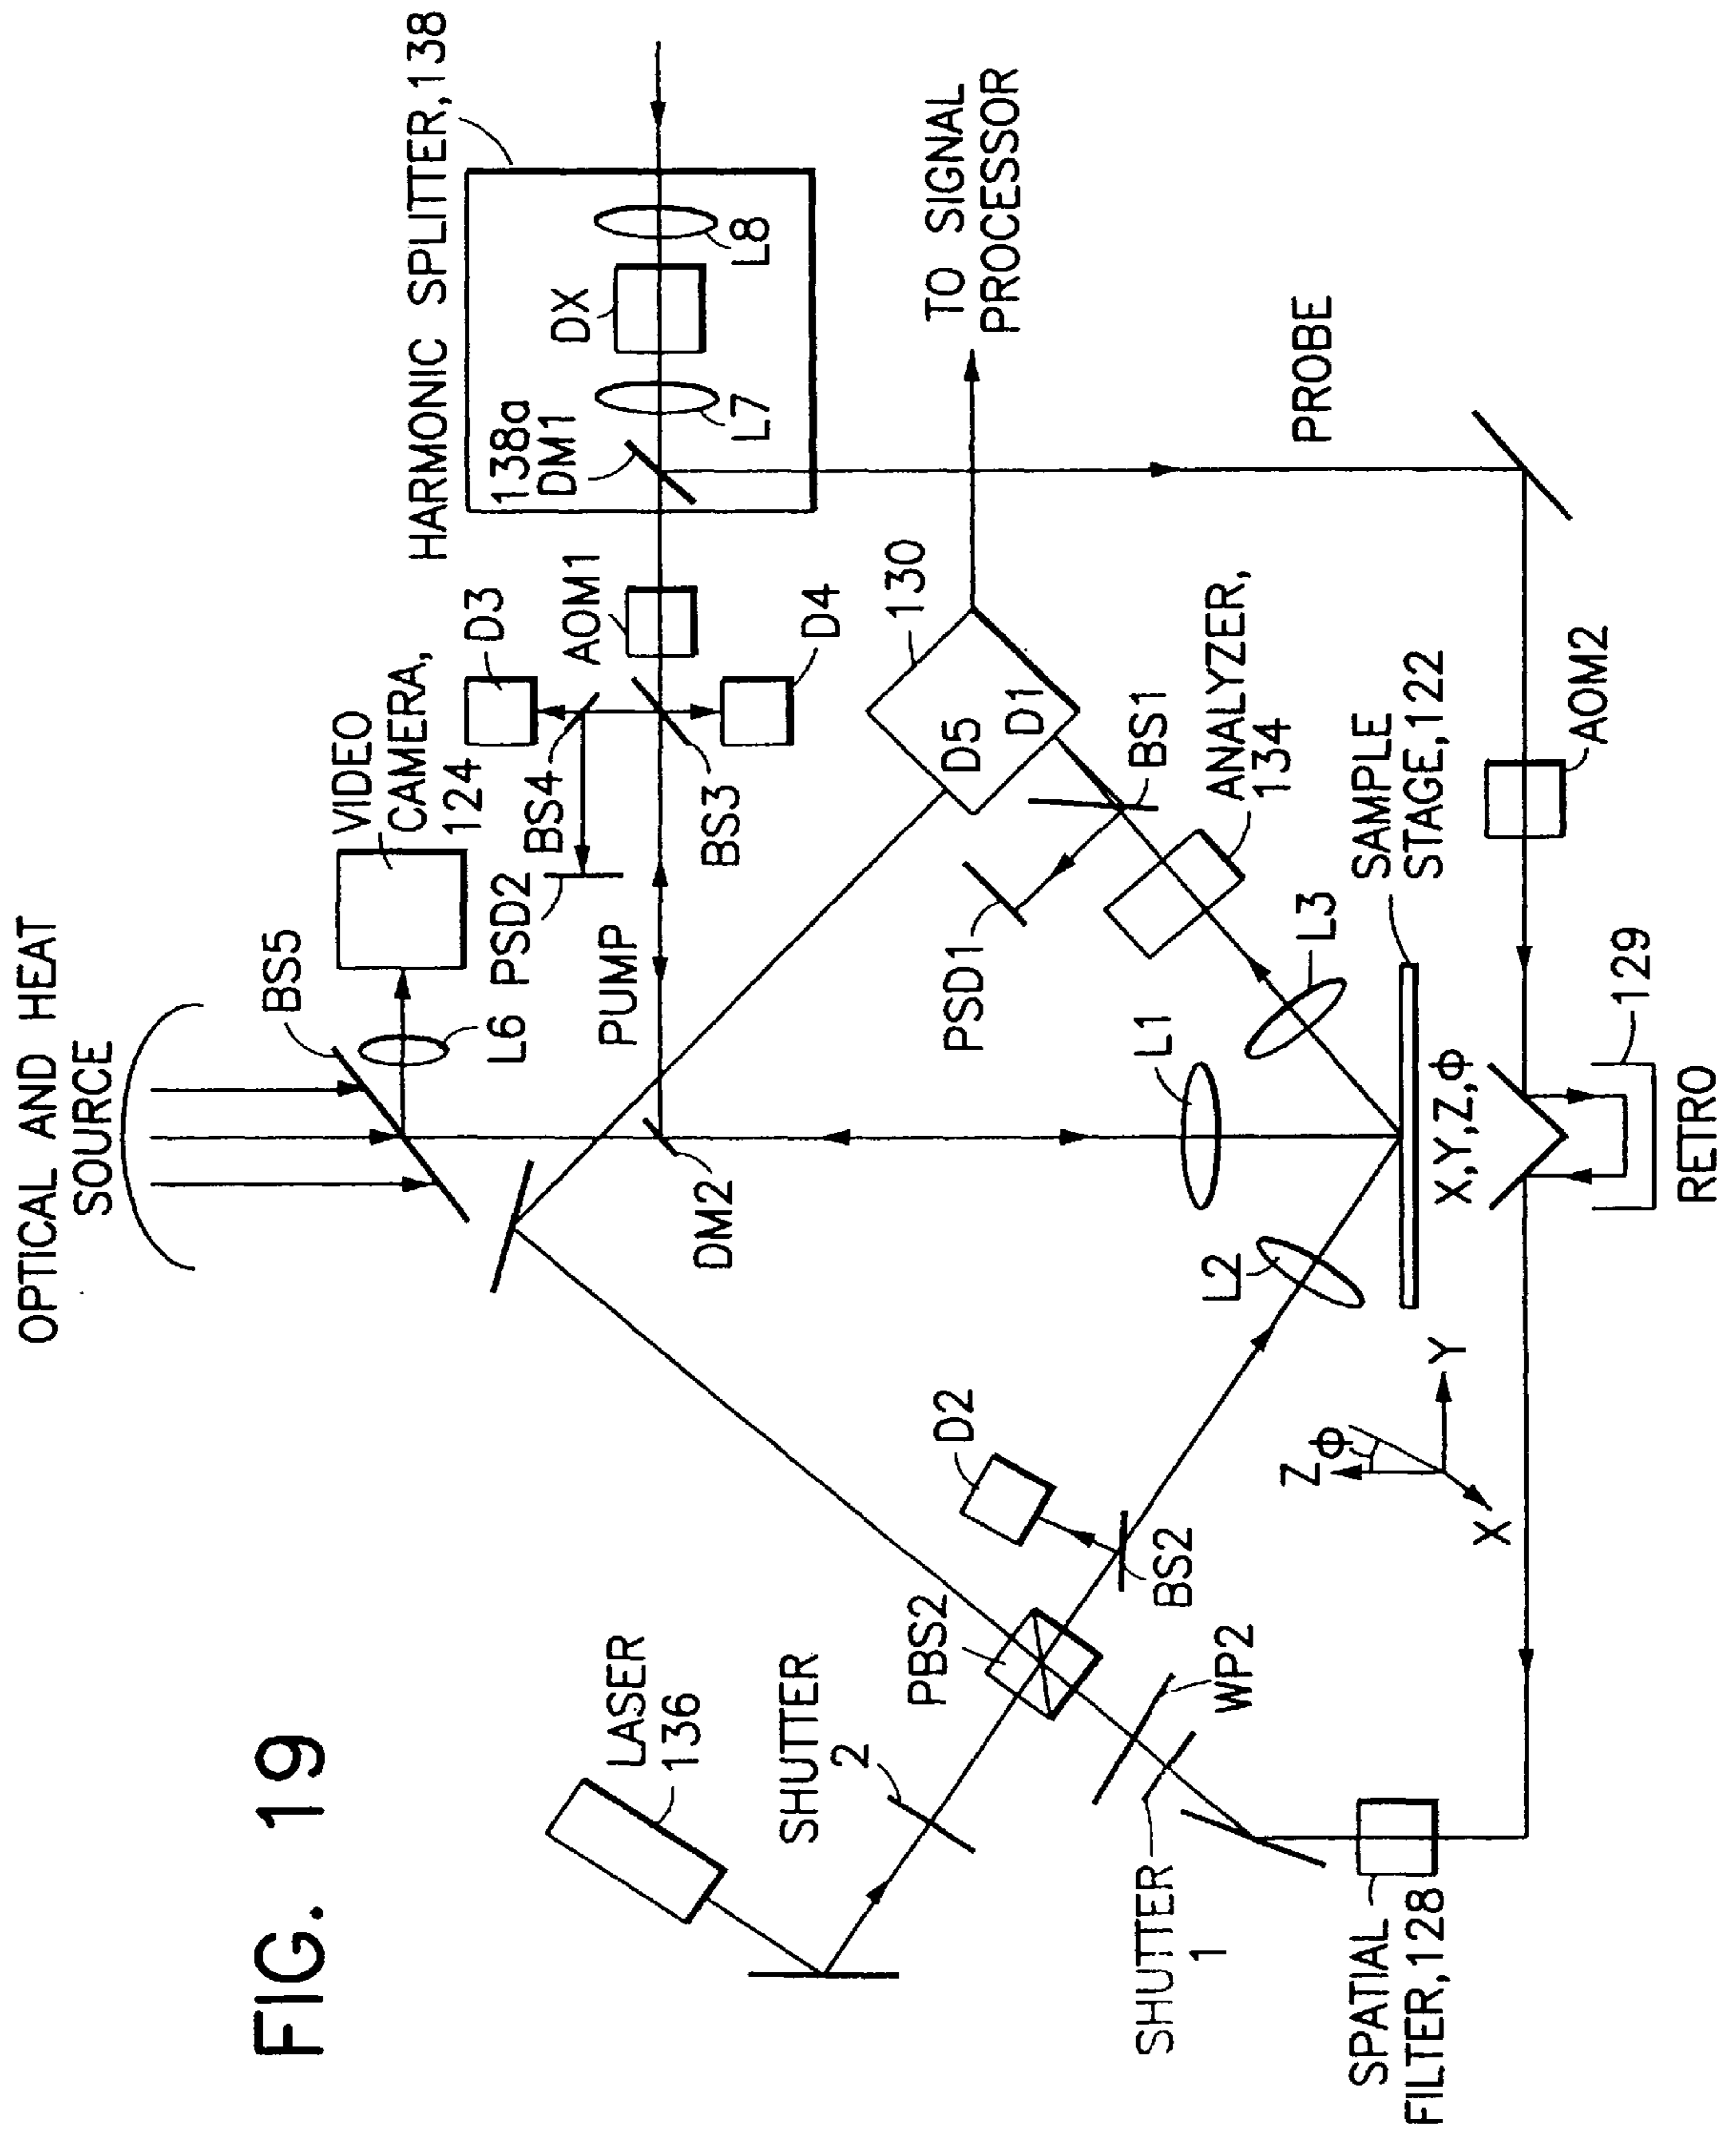 FIG. 19
OPTICAL AND HEAT
SOURCE
BS5
VIDEO
CAMERA,
124
L6
PSD2
BS4
D3
AOM1
HARMONIC SPLITTER,138
138a
DM1
L7
DX
L8
D4
BS3
PUMP
DM2
130
D5
D1
TO SIGNAL
PROCESSOR
PROBE
BS1
PSD1
ANALYZER,
134
L1
L3
SAMPLE
STAGE,122
AOM2
X,Y,Z,Φ
129
RETRO
L2
D2
BS2
PBS2
WP2
LASER
136
SHUTTER
2
SHUTTER
1
SPATIAL
FILTER,128
Z
Φ
Y
X